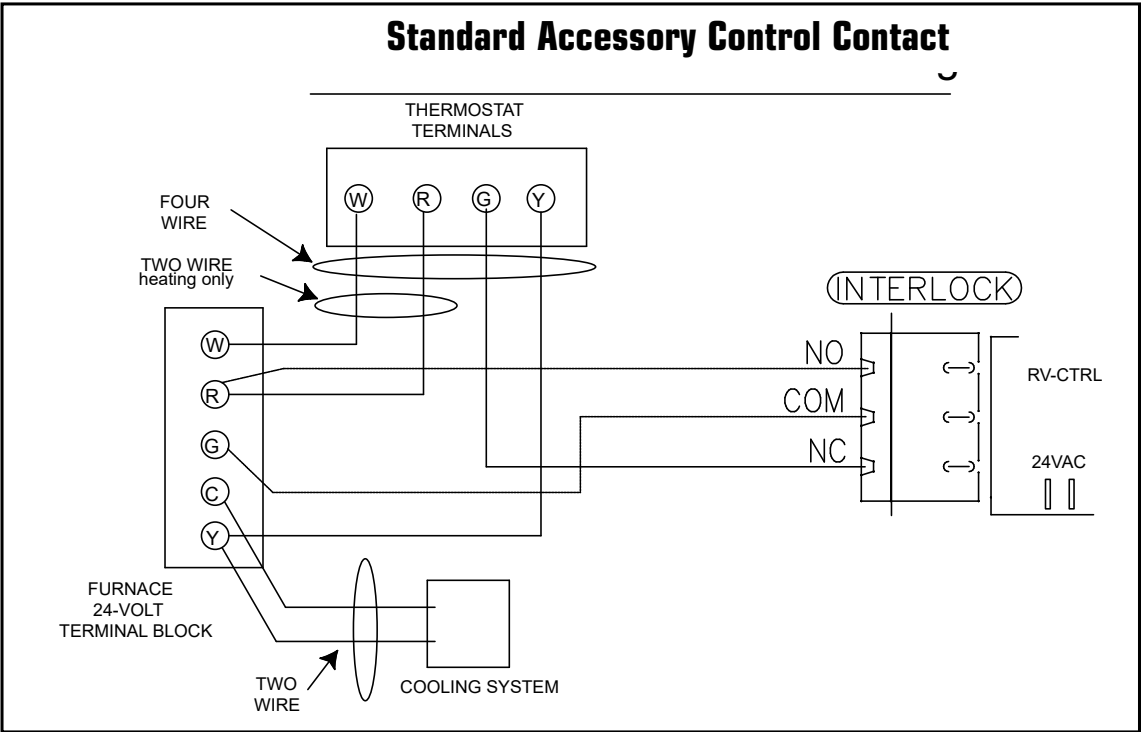 Standard Accessory Control Contact
THERMOSTAT
TERMINALS
W R G Y
FOUR
WIRE
TWO WIRE
heating only
INTERLOCK
W
R
G
C
Y
NO
COM
NC
RV-CTRL
24VAC
FURNACE
24-VOLT
TERMINAL BLOCK
TWO
WIRE
COOLING SYSTEM